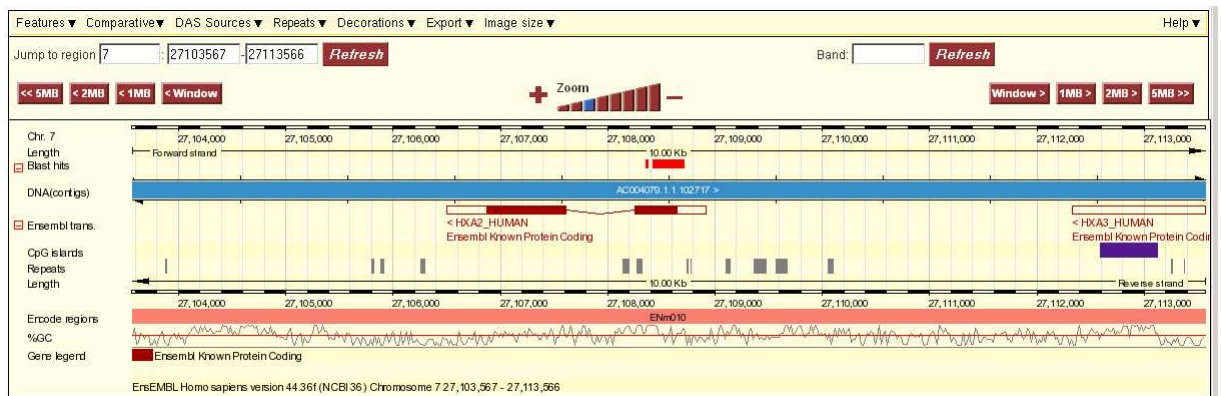 Features ▼ Comparative ▼ DAS Sources ▼ Repeats ▼ Decorations ▼ Export ▼ Image size ▼ Help ▼
Jump to region 7 : 27103567 - 27113566 Refresh Band: Refresh
<< 5MB < 2MB < 1MB < Window + Zoom − Window > 1MB > 2MB > 5MB >>
Chr. 7 27,104,000 27,105,000 27,106,000 27,107,000 27,108,000 27,109,000 27,110,000 27,111,000 27,112,000 27,113,000
Length Forward strand 10.00 Kb
Blast hits
DNA(contigs) AC004079.1.1.102717 >
Ensembl trans. < HXA2_HUMAN < HXA3_HUMAN
Ensembl Known Protein Coding Ensembl Known Protein Codin
CpG islands
Repeats
Length 10.00 Kb Reverse strand
27,104,000 27,105,000 27,106,000 27,107,000 27,108,000 27,109,000 27,110,000 27,111,000 27,112,000 27,113,000
Encode regions ENm010
%GC
Gene legend Ensembl Known Protein Coding
EnsEMBL Homo sapiens version 44.36f (NCBI 36) Chromosome 7 27,103,567 - 27,113,566